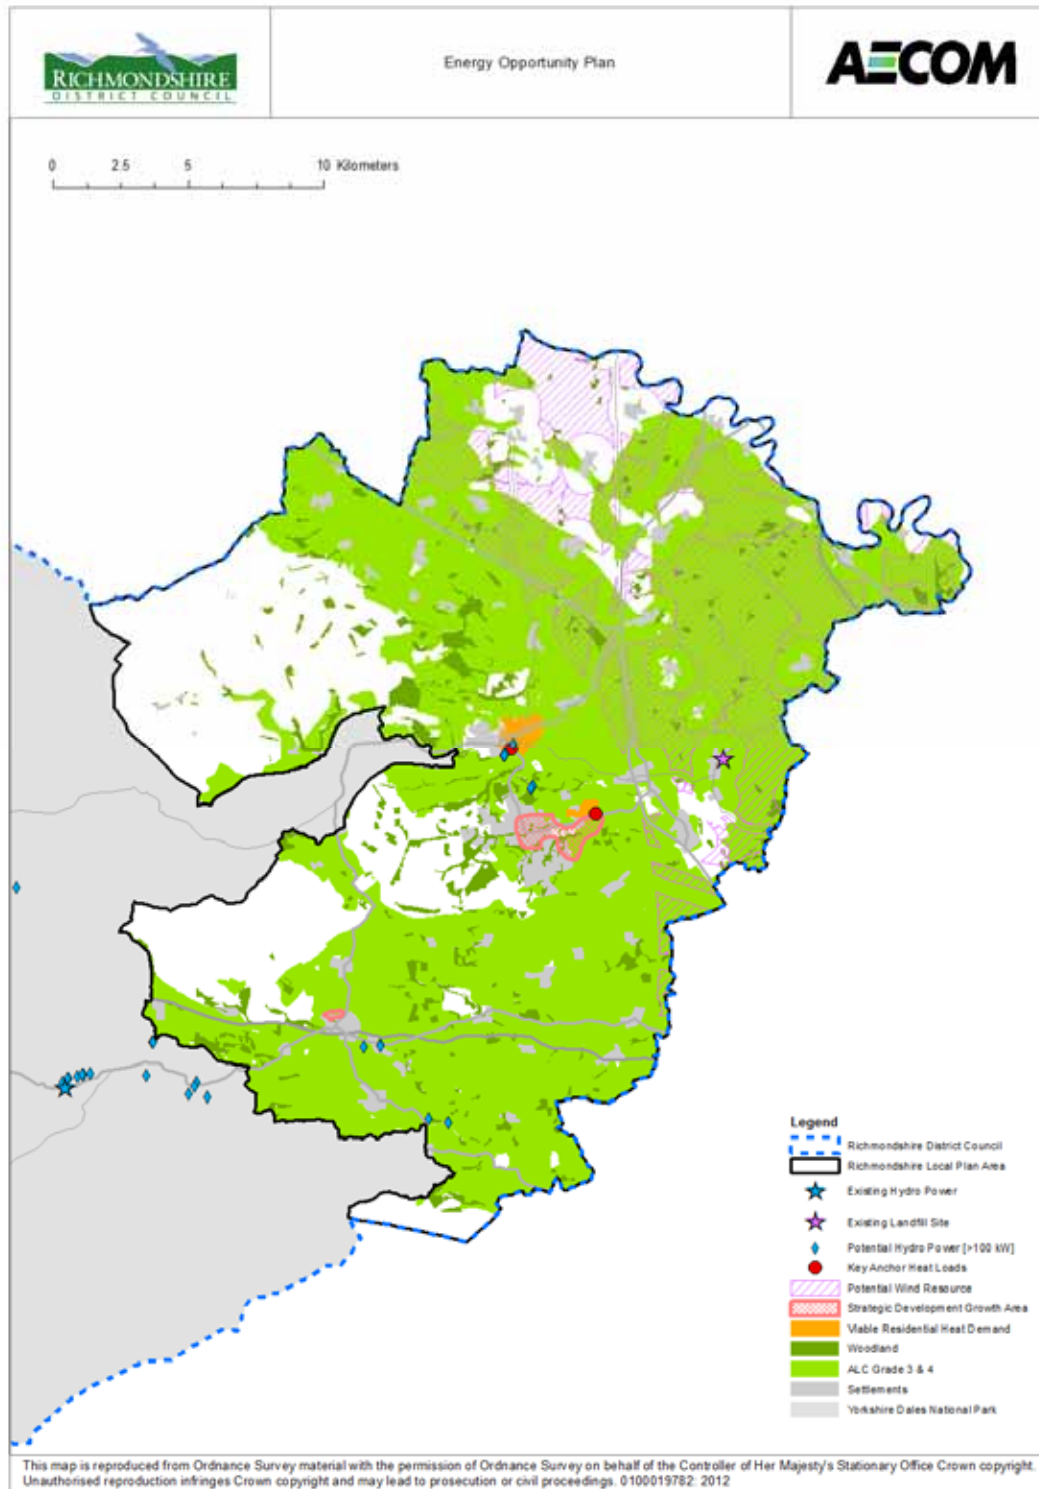 RICHMONDSHIRE
DISTRICT COUNCIL
Energy Opportunity Plan
AECOM
0 2.5 5 10 Kilometers
Legend
Richmondshire District Council
Richmondshire Local Plan Area
Existing Hydro Power
Existing Landfill Site
Potential Hydro Power [>100 kW]
Key Anchor Heat Loads
Potential Wind Resource
Strategic Development Growth Area
Viable Residential Heat Demand
Woodland
ALC Grade 3 & 4
Settlements
Yorkshire Dales National Park
This map is reproduced from Ordnance Survey material with the permission of Ordnance Survey on behalf of the Controller of Her Majesty's Stationary Office Crown copyright.
Unauthorised reproduction infringes Crown copyright and may lead to prosecution or civil proceedings. 0100019782: 2012